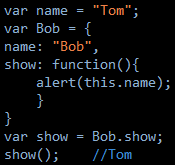 var name = "Tom";
var Bob = {
name: "Bob",
show: function(){
    alert(this.name);
    }
}
var show = Bob.show;
show();    //Tom